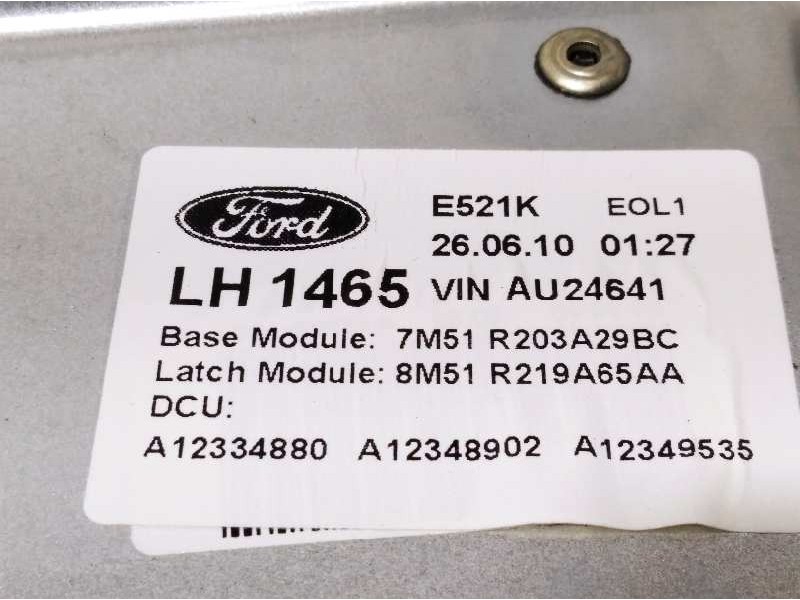 Ford E521K EOL1
26.06.10 01:27
LH 1465 VIN AU24641
Base Module: 7M51 R203A29BC
Latch Module: 8M51 R219A65AA
DCU:
A12334880 A12348902 A12349535